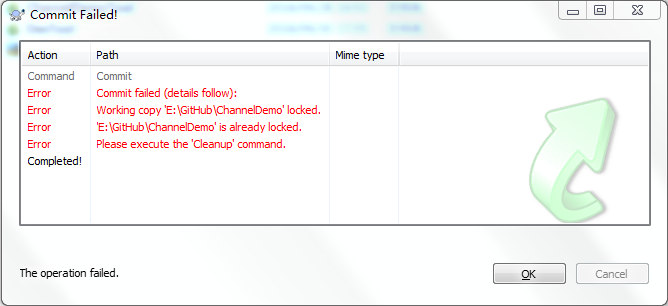 Commit Failed!
Action Path Mime type
Command Commit
Error Commit failed (details follow):
Error Working copy 'E:\GitHub\ChannelDemo' locked.
Error 'E:\GitHub\ChannelDemo' is already locked.
Error Please execute the 'Cleanup' command.
Completed!
The operation failed.
OK Cancel